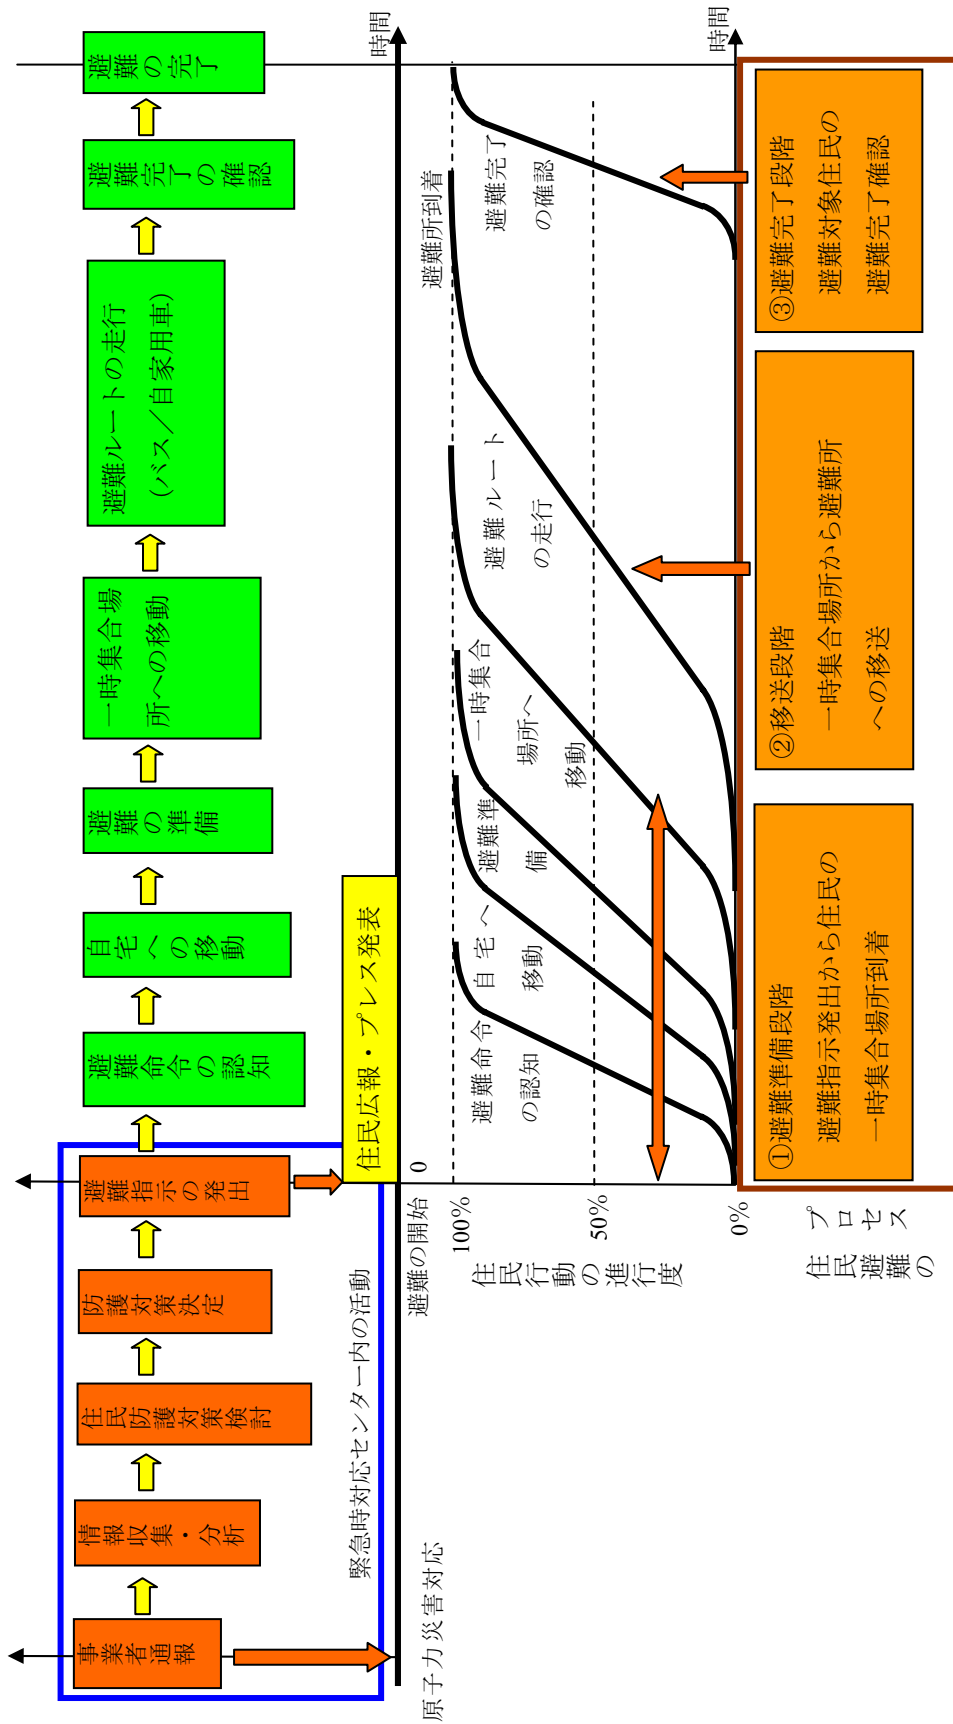 事業者通報
情報収集・分析
住民防護対策検討
防護対策決定
避難指示の発出
避難命令の認知
自宅への移動
避難の準備
一時集合場
所への移動
避難ルートの走行
(バス／自家用車)
避難完了の確認
避難の完了
緊急時対応センター内の活動
住民広報・プレス発表
時間
原子力災害対応
避難の開始
0
100%
50%
0%
住民行動の進行度
避難命令
の認知
自宅へ
移動
避難準
備
一時集合
場所へ
移動
避難ルート
の走行
避難所到着
避難完了
の確認
時間
住民避難の
プロセス
①避難準備段階
避難指示発出から住民の
一時集合場所到着
②移送段階
一時集合場所から避難所
への移送
③避難完了段階
避難対象住民の
避難完了確認